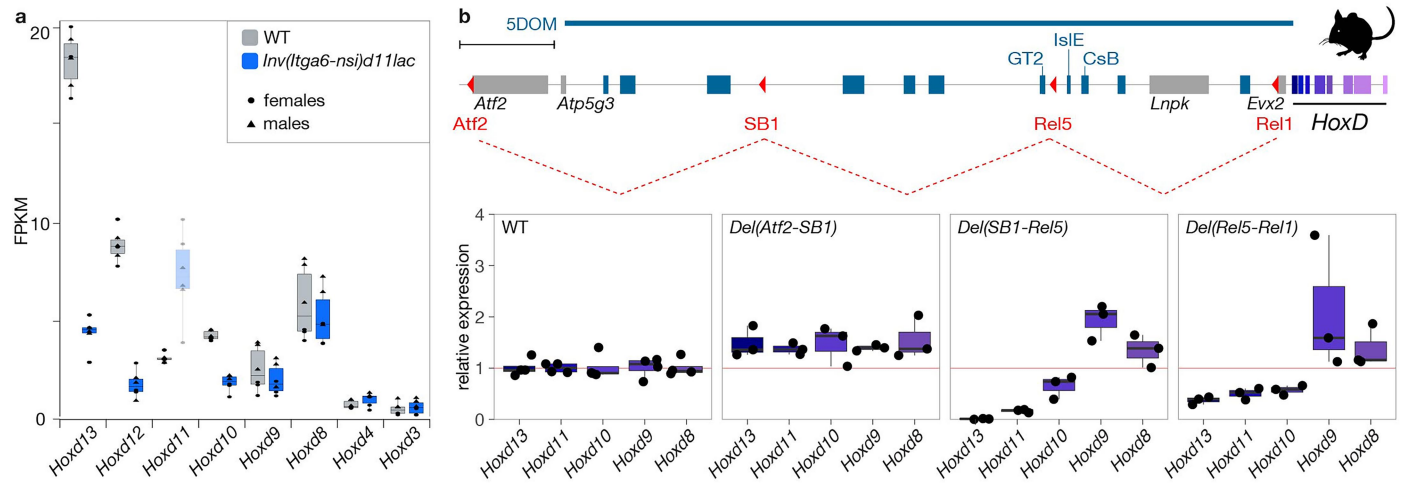 a
20
10
0
FPKM
WT
Inv(Itga6-nsi)d11lac
females
males
Hoxd13
Hoxd12
Hoxd11
Hoxd10
Hoxd9
Hoxd8
Hoxd4
Hoxd3
b
5DOM
IslE
GT2
CsB
Atf2
Atp5g3
Lnpk
Evx2
Atf2
SB1
Rel5
Rel1
HoxD
relative expression
4
3
2
1
0
WT
Del(Atf2-SB1)
Del(SB1-Rel5)
Del(Rel5-Rel1)
Hoxd13
Hoxd11
Hoxd10
Hoxd9
Hoxd8
Hoxd13
Hoxd11
Hoxd10
Hoxd9
Hoxd8
Hoxd13
Hoxd11
Hoxd10
Hoxd9
Hoxd8
Hoxd13
Hoxd11
Hoxd10
Hoxd9
Hoxd8